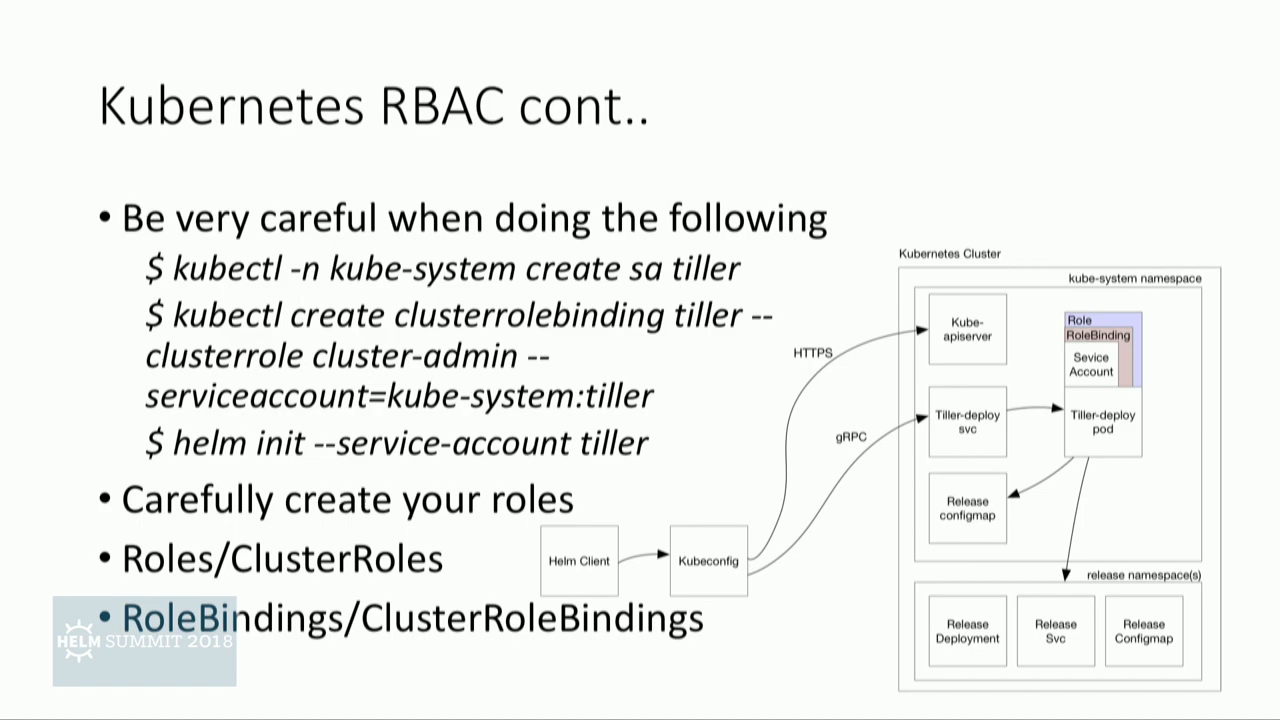 Kubernetes RBAC cont..
• Be very careful when doing the following
$ kubectl -n kube-system create sa tiller
$ kubectl create clusterrolebinding tiller --
clusterrole cluster-admin --
serviceaccount=kube-system:tiller
$ helm init --service-account tiller
• Carefully create your roles
• Roles/ClusterRoles
• RoleBindings/ClusterRoleBindings
HELM SUMMIT 2018
Helm Client
Kubeconfig
HTTPS
gRPC
Kubernetes Cluster
kube-system namespace
Kube-
apiserver
Role
RoleBinding
Sevice
Account
Tiller-deploy
svc
Tiller-deploy
pod
Release
configmap
release namespace(s)
Release
Deployment
Release
Svc
Release
Configmap